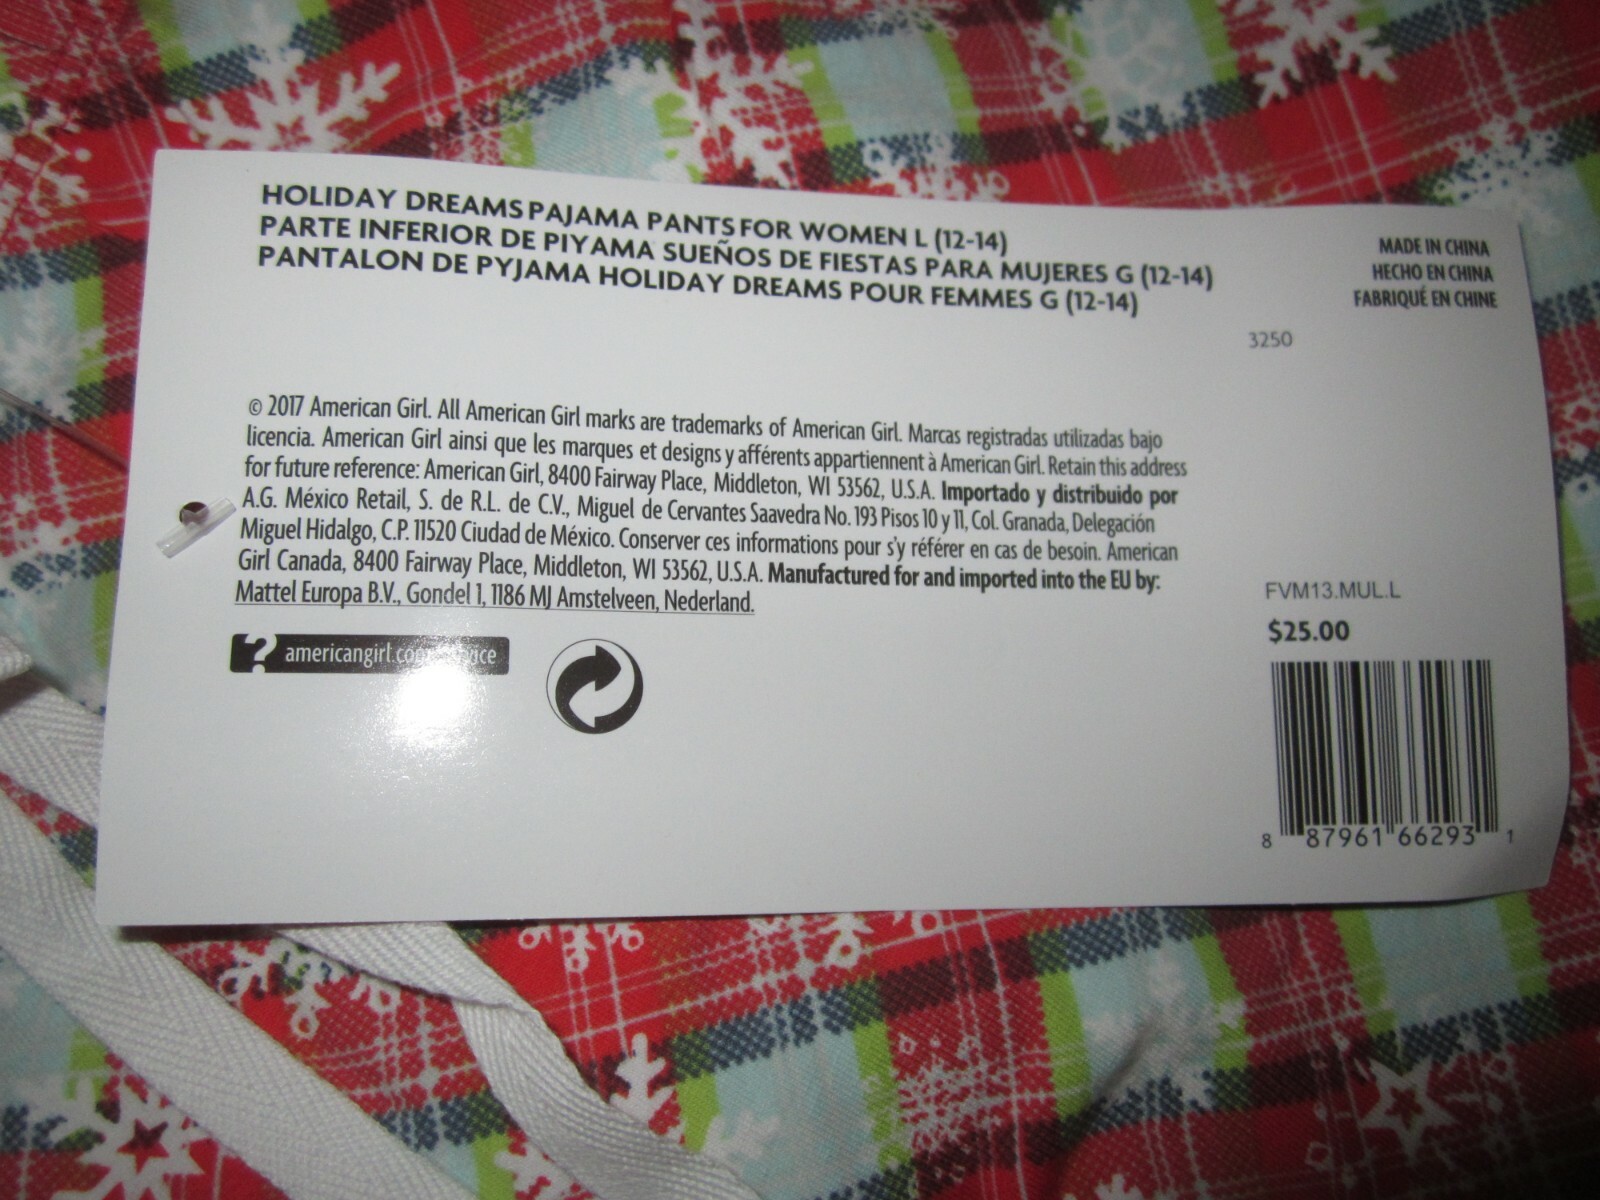 HOLIDAY DREAMS PAJAMA PANTS FOR WOMEN L (12-14)
PARTE INFERIOR DE PIYAMA SUEÑOS DE FIESTAS PARA MUJERES G (12-14)
PANTALON DE PYJAMA HOLIDAY DREAMS POUR FEMMES G (12-14)
MADE IN CHINA
HECHO EN CHINA
FABRIQUÉ EN CHINE
3250
© 2017 American Girl. All American Girl marks are trademarks of American Girl. Marcas registradas utilizadas bajo
licencia. American Girl ainsi que les marques et designs y afférents appartiennent à American Girl. Retain this address
for future reference: American Girl, 8400 Fairway Place, Middleton, WI 53562, U.S.A. Importado y distribuido por
A.G. México Retail, S. de R.L. de C.V., Miguel de Cervantes Saavedra No. 193 Pisos 10 y 11, Col. Granada, Delegación
Miguel Hidalgo, C.P. 11520 Ciudad de México. Conserver ces informations pour s'y référer en cas de besoin. American
Girl Canada, 8400 Fairway Place, Middleton, WI 53562, U.S.A. Manufactured for and imported into the EU by:
Mattel Europa B.V., Gondel 1, 1186 MJ Amstelveen, Nederland.
?
FVM13.MUL.L
$25.00
8 87961 66293 1